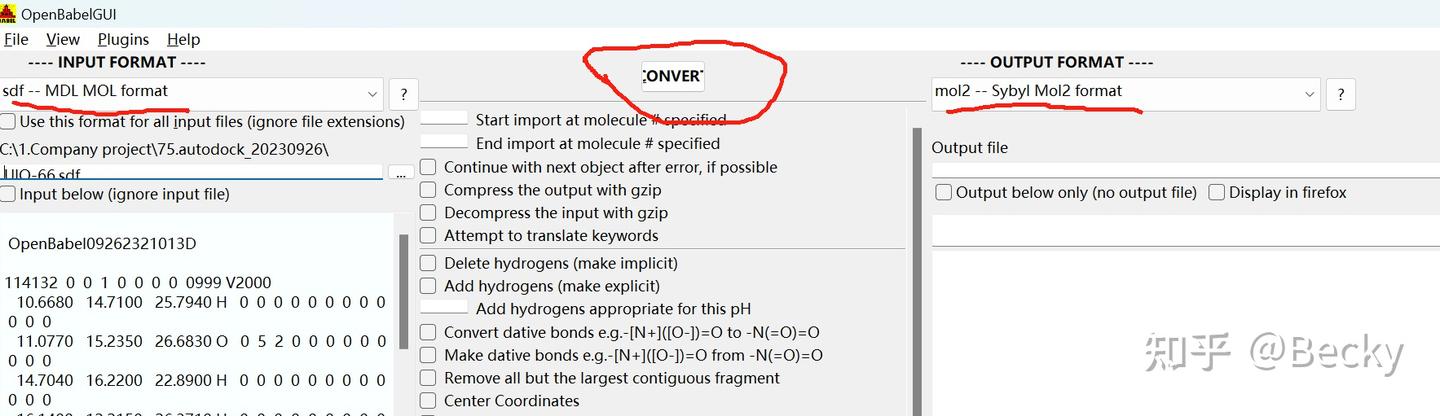 OpenBabelGUI
File View Plugins Help
---- INPUT FORMAT ----
sdf -- MDL MOL format
?
Use this format for all input files (ignore file extensions)
C:\1.Company project\75.autodock_20230926\
UIO-66.sdf
...
Input below (ignore input file)
OpenBabel09262321013D
114132 0 0 1 0 0 0 0 0999 V2000
10.6680 14.7100 25.7940 H 0 0 0 0 0 0 0 0 0
0 0 0
11.0770 15.2350 26.6830 O 0 5 2 0 0 0 0 0 0
0 0 0
14.7040 16.2200 22.8900 H 0 0 0 0 0 0 0 0 0
0 0 0
CONVERT
Start import at molecule # specified
End import at molecule # specified
Continue with next object after error, if possible
Compress the output with gzip
Decompress the input with gzip
Attempt to translate keywords
Delete hydrogens (make implicit)
Add hydrogens (make explicit)
Add hydrogens appropriate for this pH
Convert dative bonds e.g.-[N+]([O-])=O to -N(=O)=O
Make dative bonds e.g.-[N+]([O-])=O from -N(=O)=O
Remove all but the largest contiguous fragment
Center Coordinates
---- OUTPUT FORMAT ----
mol2 -- Sybyl Mol2 format
?
Output file
Output below only (no output file) Display in firefox
知乎 @Becky